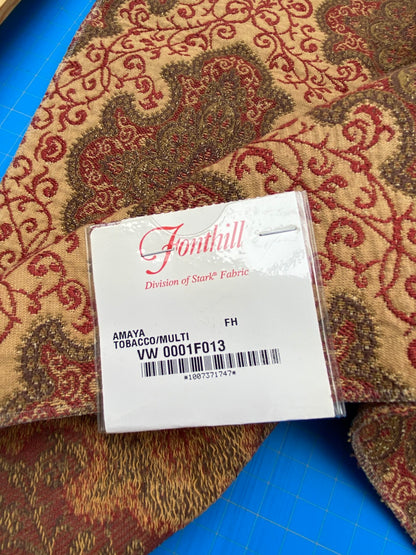 Fonthill
Division of Stark® Fabric
FH
AMAYA
TOBACCO/MULTI
VW 0001F013
*1007371747*